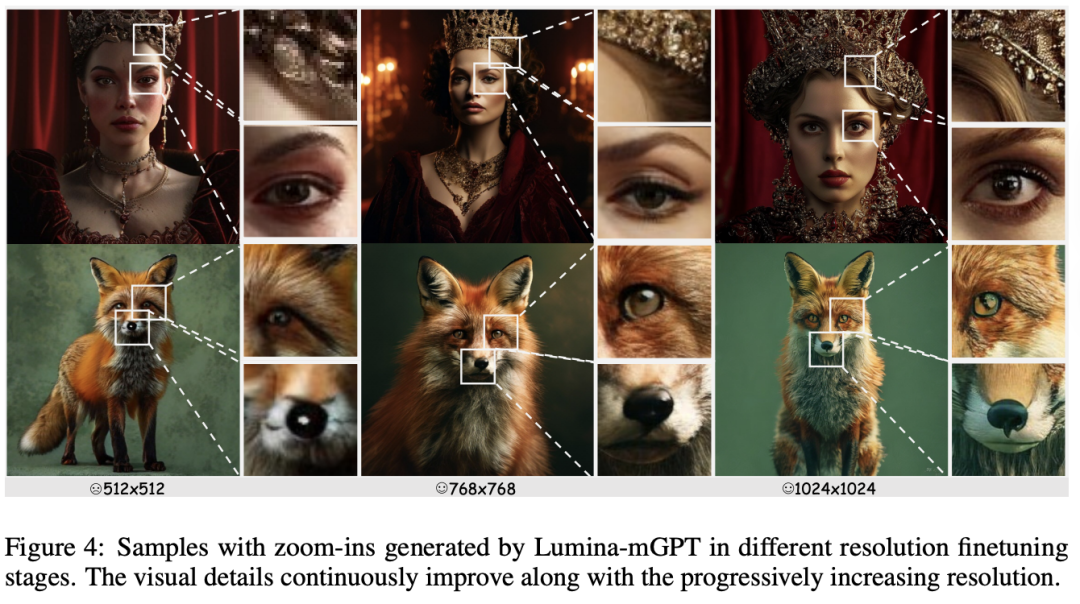 ☹512x512
☺768x768
☺1024x1024
Figure 4: Samples with zoom-ins generated by Lumina-mGPT in different resolution finetuning
stages. The visual details continuously improve along with the progressively increasing resolution.